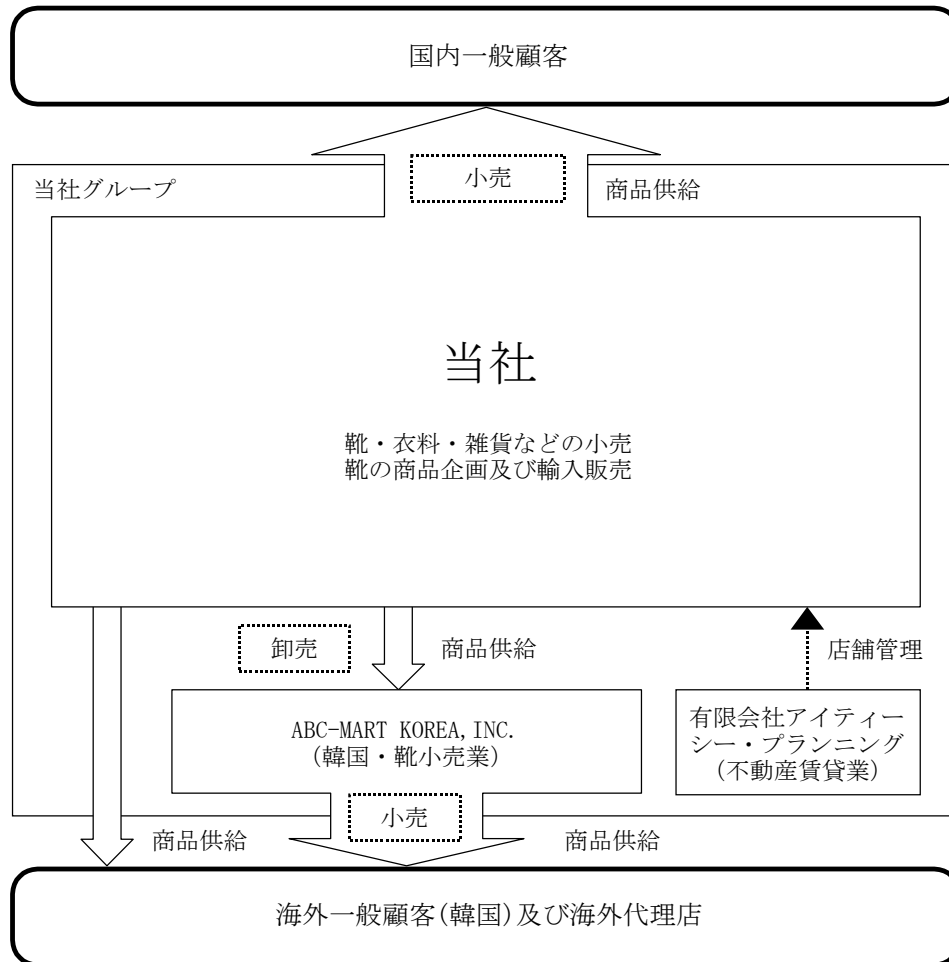 国内一般顧客
小売
当社グループ
商品供給
当社
靴・衣料・雑貨などの小売
靴の商品企画及び輸入販売
卸売
商品供給
店舗管理
ABC-MART KOREA, INC.
(韓国・靴小売業)
有限会社アイティー
シー・プランニング
(不動産賃貸業)
小売
商品供給
商品供給
海外一般顧客(韓国)及び海外代理店